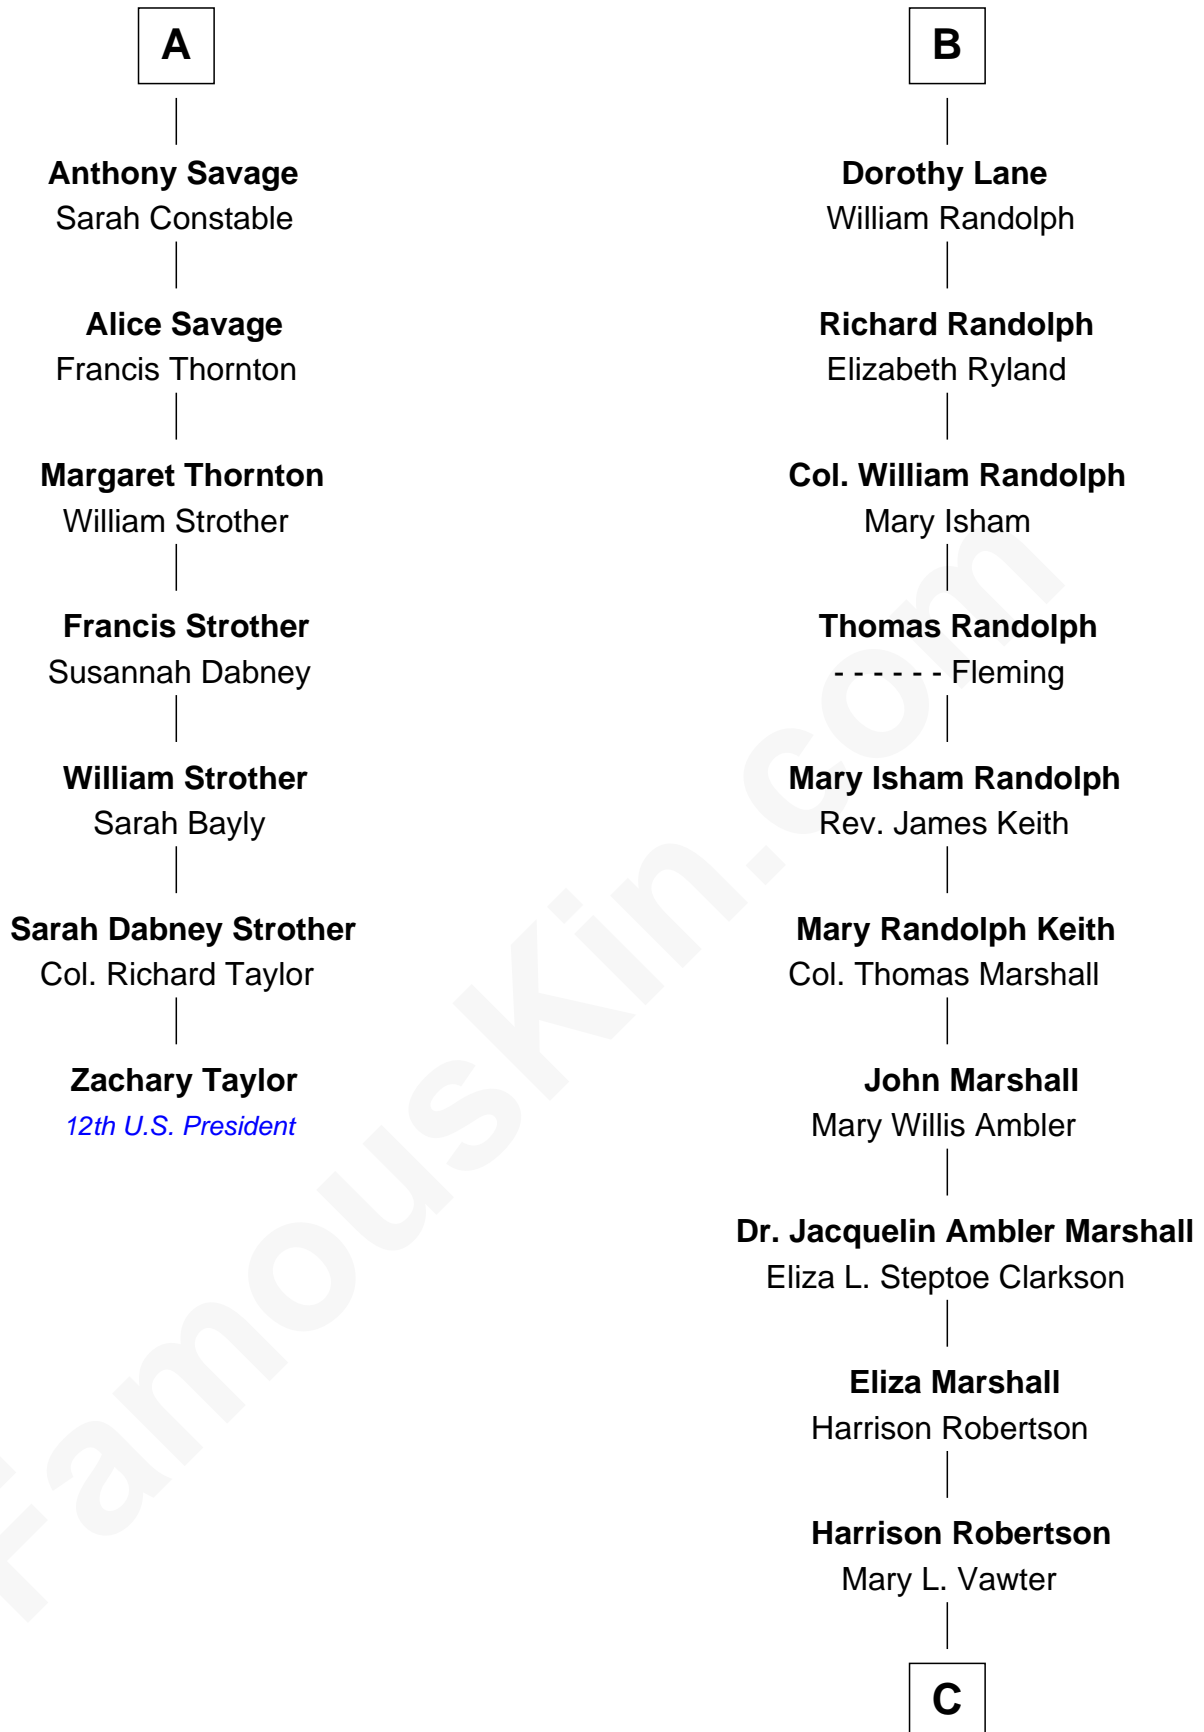 A
Anthony Savage
Sarah Constable
Alice Savage
Francis Thornton
Margaret Thornton
William Strother
Francis Strother
Susannah Dabney
William Strother
Sarah Bayly
Sarah Dabney Strother
Col. Richard Taylor
Zachary Taylor
12th U.S. President
B
Dorothy Lane
William Randolph
Richard Randolph
Elizabeth Ryland
Col. William Randolph
Mary Isham
Thomas Randolph
- - - - - - Fleming
Mary Isham Randolph
Rev. James Keith
Mary Randolph Keith
Col. Thomas Marshall
John Marshall
Mary Willis Ambler
Dr. Jacquelin Ambler Marshall
Eliza L. Steptoe Clarkson
Eliza Marshall
Harrison Robertson
Harrison Robertson
Mary L. Vawter
C
FamousKin.com